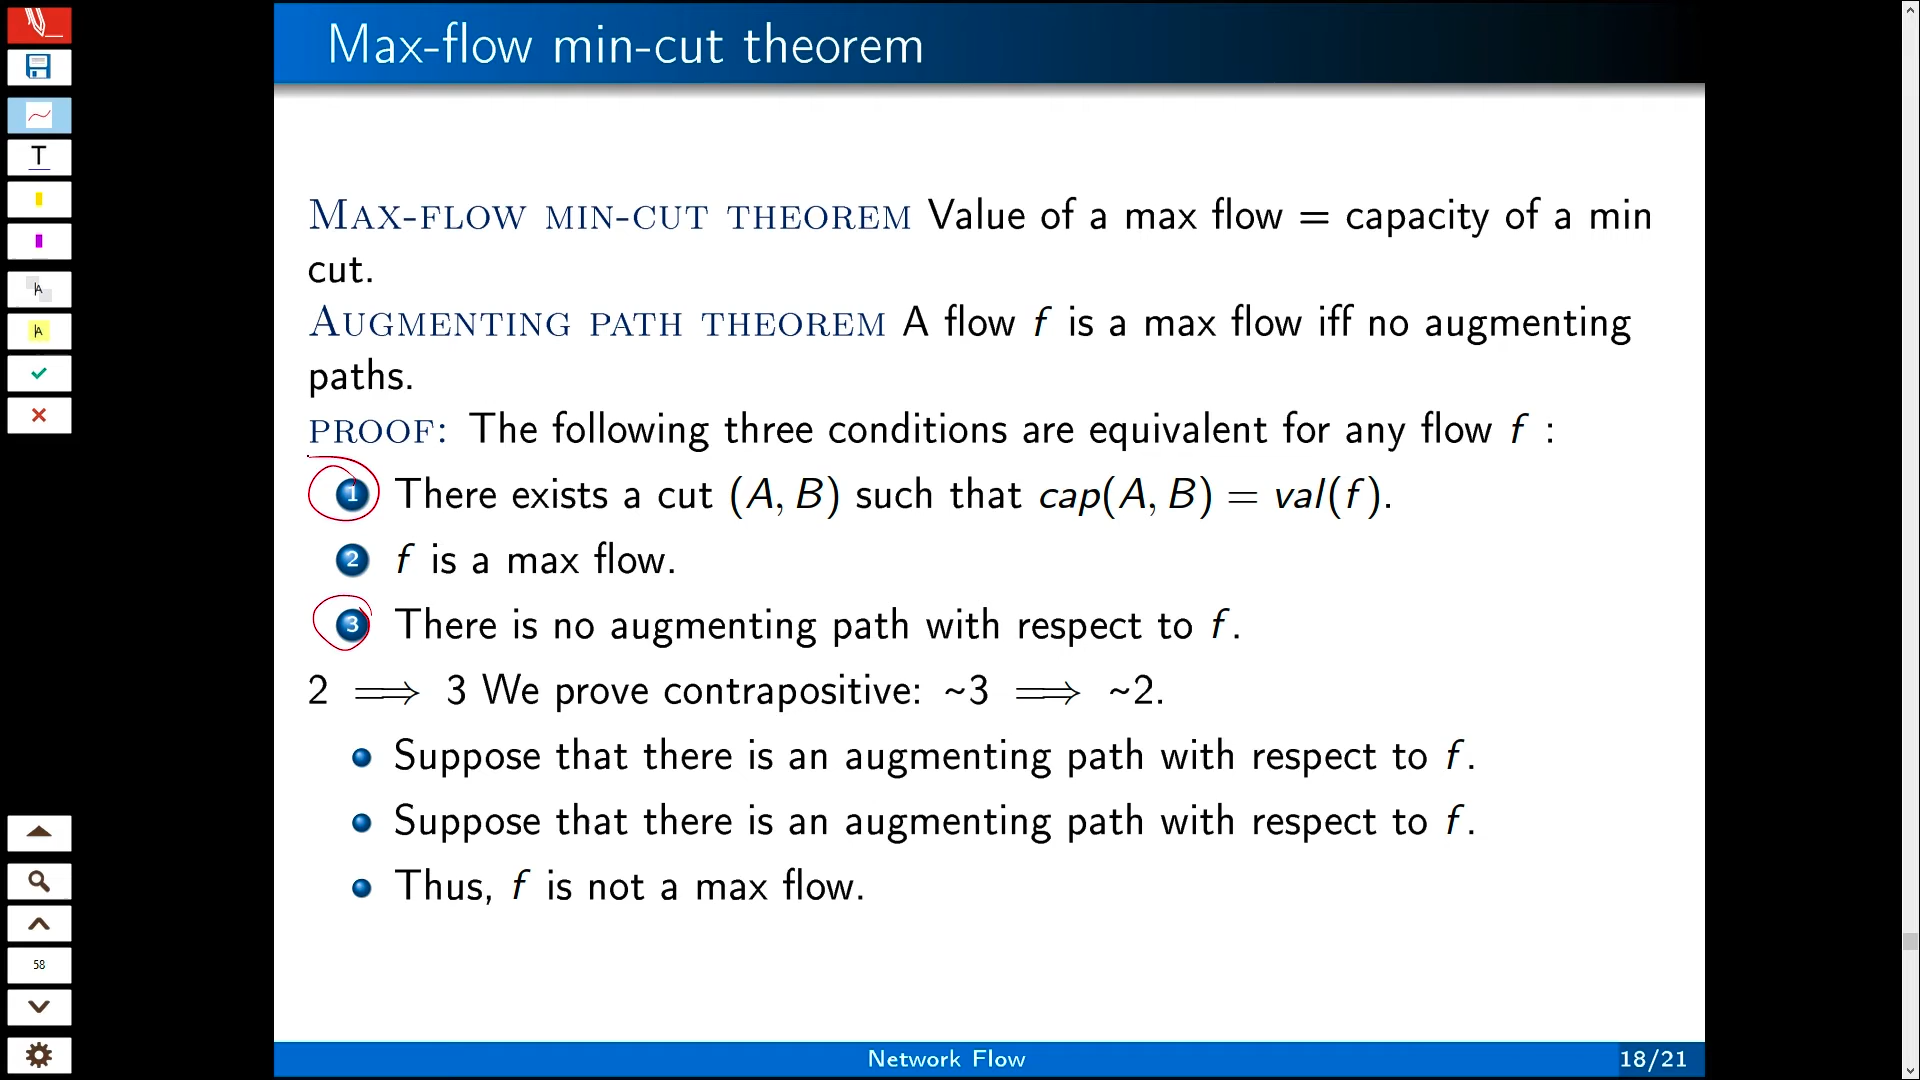 Max-flow min-cut theorem
T
A
A
MAX-FLOW MIN-CUT THEOREM Value of a max flow = capacity of a min
cut.
AUGMENTING PATH THEOREM A flow f is a max flow iff no augmenting
paths.
PROOF: The following three conditions are equivalent for any flow f :
1 There exists a cut (A, B) such that cap(A, B) = val(f).
2 f is a max flow.
3 There is no augmenting path with respect to f.
2 ⟹ 3 We prove contrapositive: ~3 ⟹ ~2.
• Suppose that there is an augmenting path with respect to f.
• Suppose that there is an augmenting path with respect to f.
• Thus, f is not a max flow.
58
Network Flow
18/21